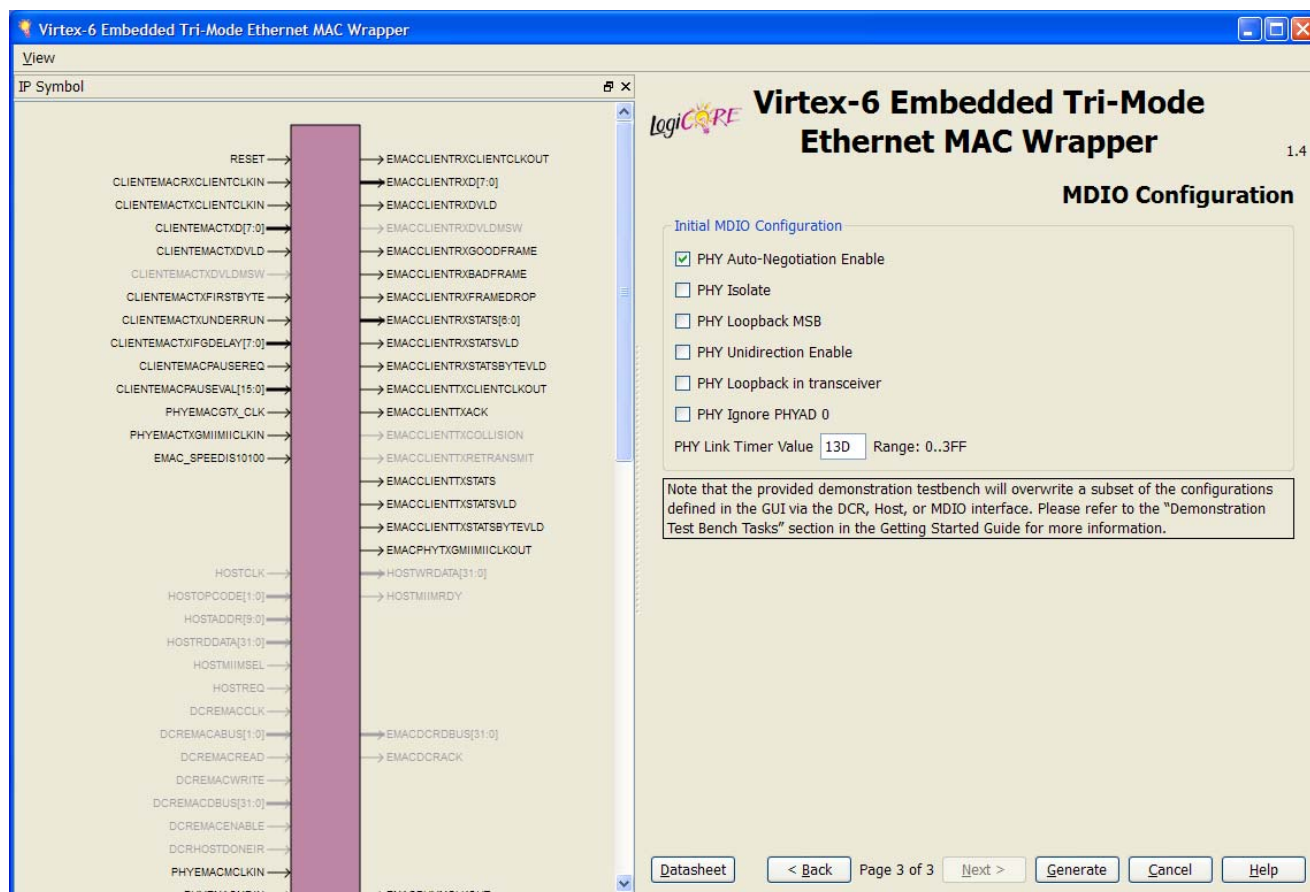 Virtex-6 Embedded Tri-Mode Ethernet MAC Wrapper
View
IP Symbol
RESET
CLIENTEMACRXCLIENTCLKIN
CLIENTEMACTXCLIENTCLKIN
CLIENTEMACTXD[7:0]
CLIENTEMACTXDVLD
CLIENTEMACTXDVLDMSW
CLIENTEMACTXFIRSTBYTE
CLIENTEMACTXUNDERRUN
CLIENTEMACTXIFGDELAY[7:0]
CLIENTEMACPAUSEREQ
CLIENTEMACPAUSEVAL[15:0]
PHYEMACGTX_CLK
PHYEMACTXGMIIMIICLKIN
EMAC_SPEEDIS10100
HOSTCLK
HOSTOPCODE[1:0]
HOSTADDR[9:0]
HOSTRDDATA[31:0]
HOSTMIIMSEL
HOSTREQ
DCREMACCLK
DCREMACABUS[1:0]
DCREMACREAD
DCREMACWRITE
DCREMACDBUS[31:0]
DCREMACENABLE
DCRHOSTDONEIR
PHYEMACMCLKIN
EMACCLIENTRXCLIENTCLKOUT
EMACCLIENTRXD[7:0]
EMACCLIENTRXDVLD
EMACCLIENTRXDVLDMSW
EMACCLIENTRXGOODFRAME
EMACCLIENTRXBADFRAME
EMACCLIENTRXFRAMEDROP
EMACCLIENTRXSTATS[6:0]
EMACCLIENTRXSTATSVLD
EMACCLIENTRXSTATSBYTEVLD
EMACCLIENTTXCLIENTCLKOUT
EMACCLIENTTXACK
EMACCLIENTTXCOLLISION
EMACCLIENTTXRETRANSMIT
EMACCLIENTTXSTATS
EMACCLIENTTXSTATSVLD
EMACCLIENTTXSTATSBYTEVLD
EMACPHYTXGMIIMIICLKOUT
HOSTWRDATA[31:0]
HOSTMIIMRDY
EMACDCRDBUS[31:0]
EMACDCRACK
LogiCORE
Virtex-6 Embedded Tri-Mode
Ethernet MAC Wrapper
1.4
MDIO Configuration
Initial MDIO Configuration
PHY Auto-Negotiation Enable
PHY Isolate
PHY Loopback MSB
PHY Unidirection Enable
PHY Loopback in transceiver
PHY Ignore PHYAD 0
PHY Link Timer Value 13D Range: 0..3FF
Note that the provided demonstration testbench will overwrite a subset of the configurations
defined in the GUI via the DCR, Host, or MDIO interface. Please refer to the “Demonstration
Test Bench Tasks” section in the Getting Started Guide for more information.
Datasheet < Back Page 3 of 3 Next > Generate Cancel Help